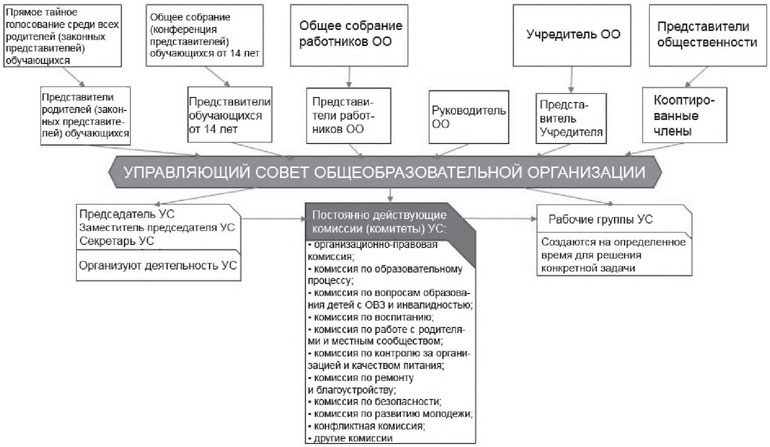 Прямое тайное
голосование среди всех
родителей (законных
представителей)
обучающихся
Общее собрание
(конференция
представителей)
обучающихся от 14 лет
Общее собрание
работников ОО
Учредитель ОО
Представители
общественности
Представители
родителей (закон-
ных представите-
лей) обучающихся
Представители
обучающихся
от 14 лет
Представи-
тели работ-
ников ОО
Руководитель
ОО
Предста-
витель
Учредителя
Кооптиро-
ванные
члены
УПРАВЛЯЮЩИЙ СОВЕТ ОБЩЕОБРАЗОВАТЕЛЬНОЙ ОРГАНИЗАЦИИ
Председатель УС
Заместитель председателя УС
Секретарь УС
Организуют деятельность УС
Постоянно действующие
комиссии (комитеты) УС:
• организационно-правовая
комиссия;
• комиссия по образовательному
процессу;
• комиссия по вопросам образова-
ния детей с ОВЗ и инвалидностью;
• комиссия по воспитанию;
• комиссия по работе с родителя-
ми и местным сообществом;
• комиссия по контролю за органи-
зацией и качеством питания;
• комиссия по ремонту
и благоустройству;
• комиссия по безопасности;
• комиссия по развитию молодежи;
• конфликтная комиссия;
• другие комиссии
Рабочие группы УС
Создаются на определенное
время для решения
конкретной задачи